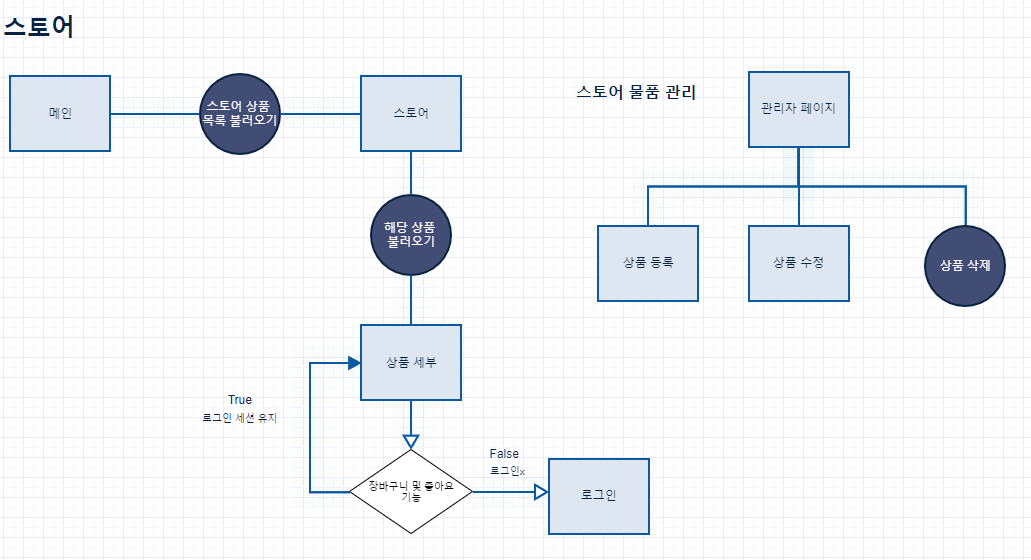 스토어
메인
스토어 상품
목록 불러오기
스토어
해당 상품
불러오기
상품 세부
True
로그인 세션 유지
장바구니 및 좋아요
기능
False
로그인x
로그인
스토어 물품 관리
관리자 페이지
상품 등록
상품 수정
상품 삭제